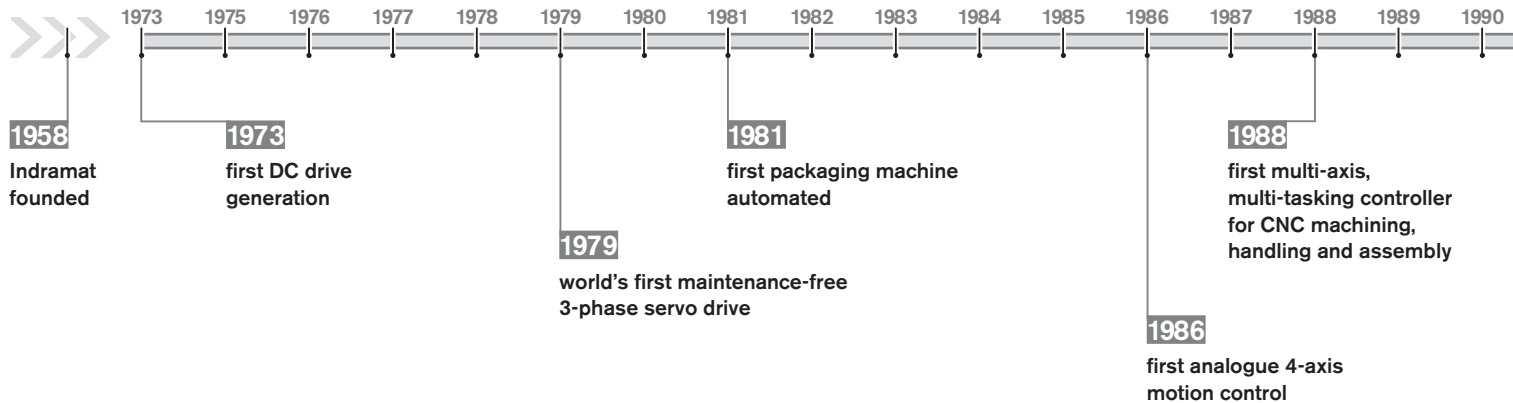 1973 1975 1976 1977 1978 1979 1980 1981 1982 1983 1984 1985 1986 1987 1988 1989 1990
1958
Indramat
founded
1973
first DC drive
generation
1979
world's first maintenance-free
3-phase servo drive
1981
first packaging machine
automated
1986
first analogue 4-axis
motion control
1988
first multi-axis,
multi-tasking controller
for CNC machining,
handling and assembly